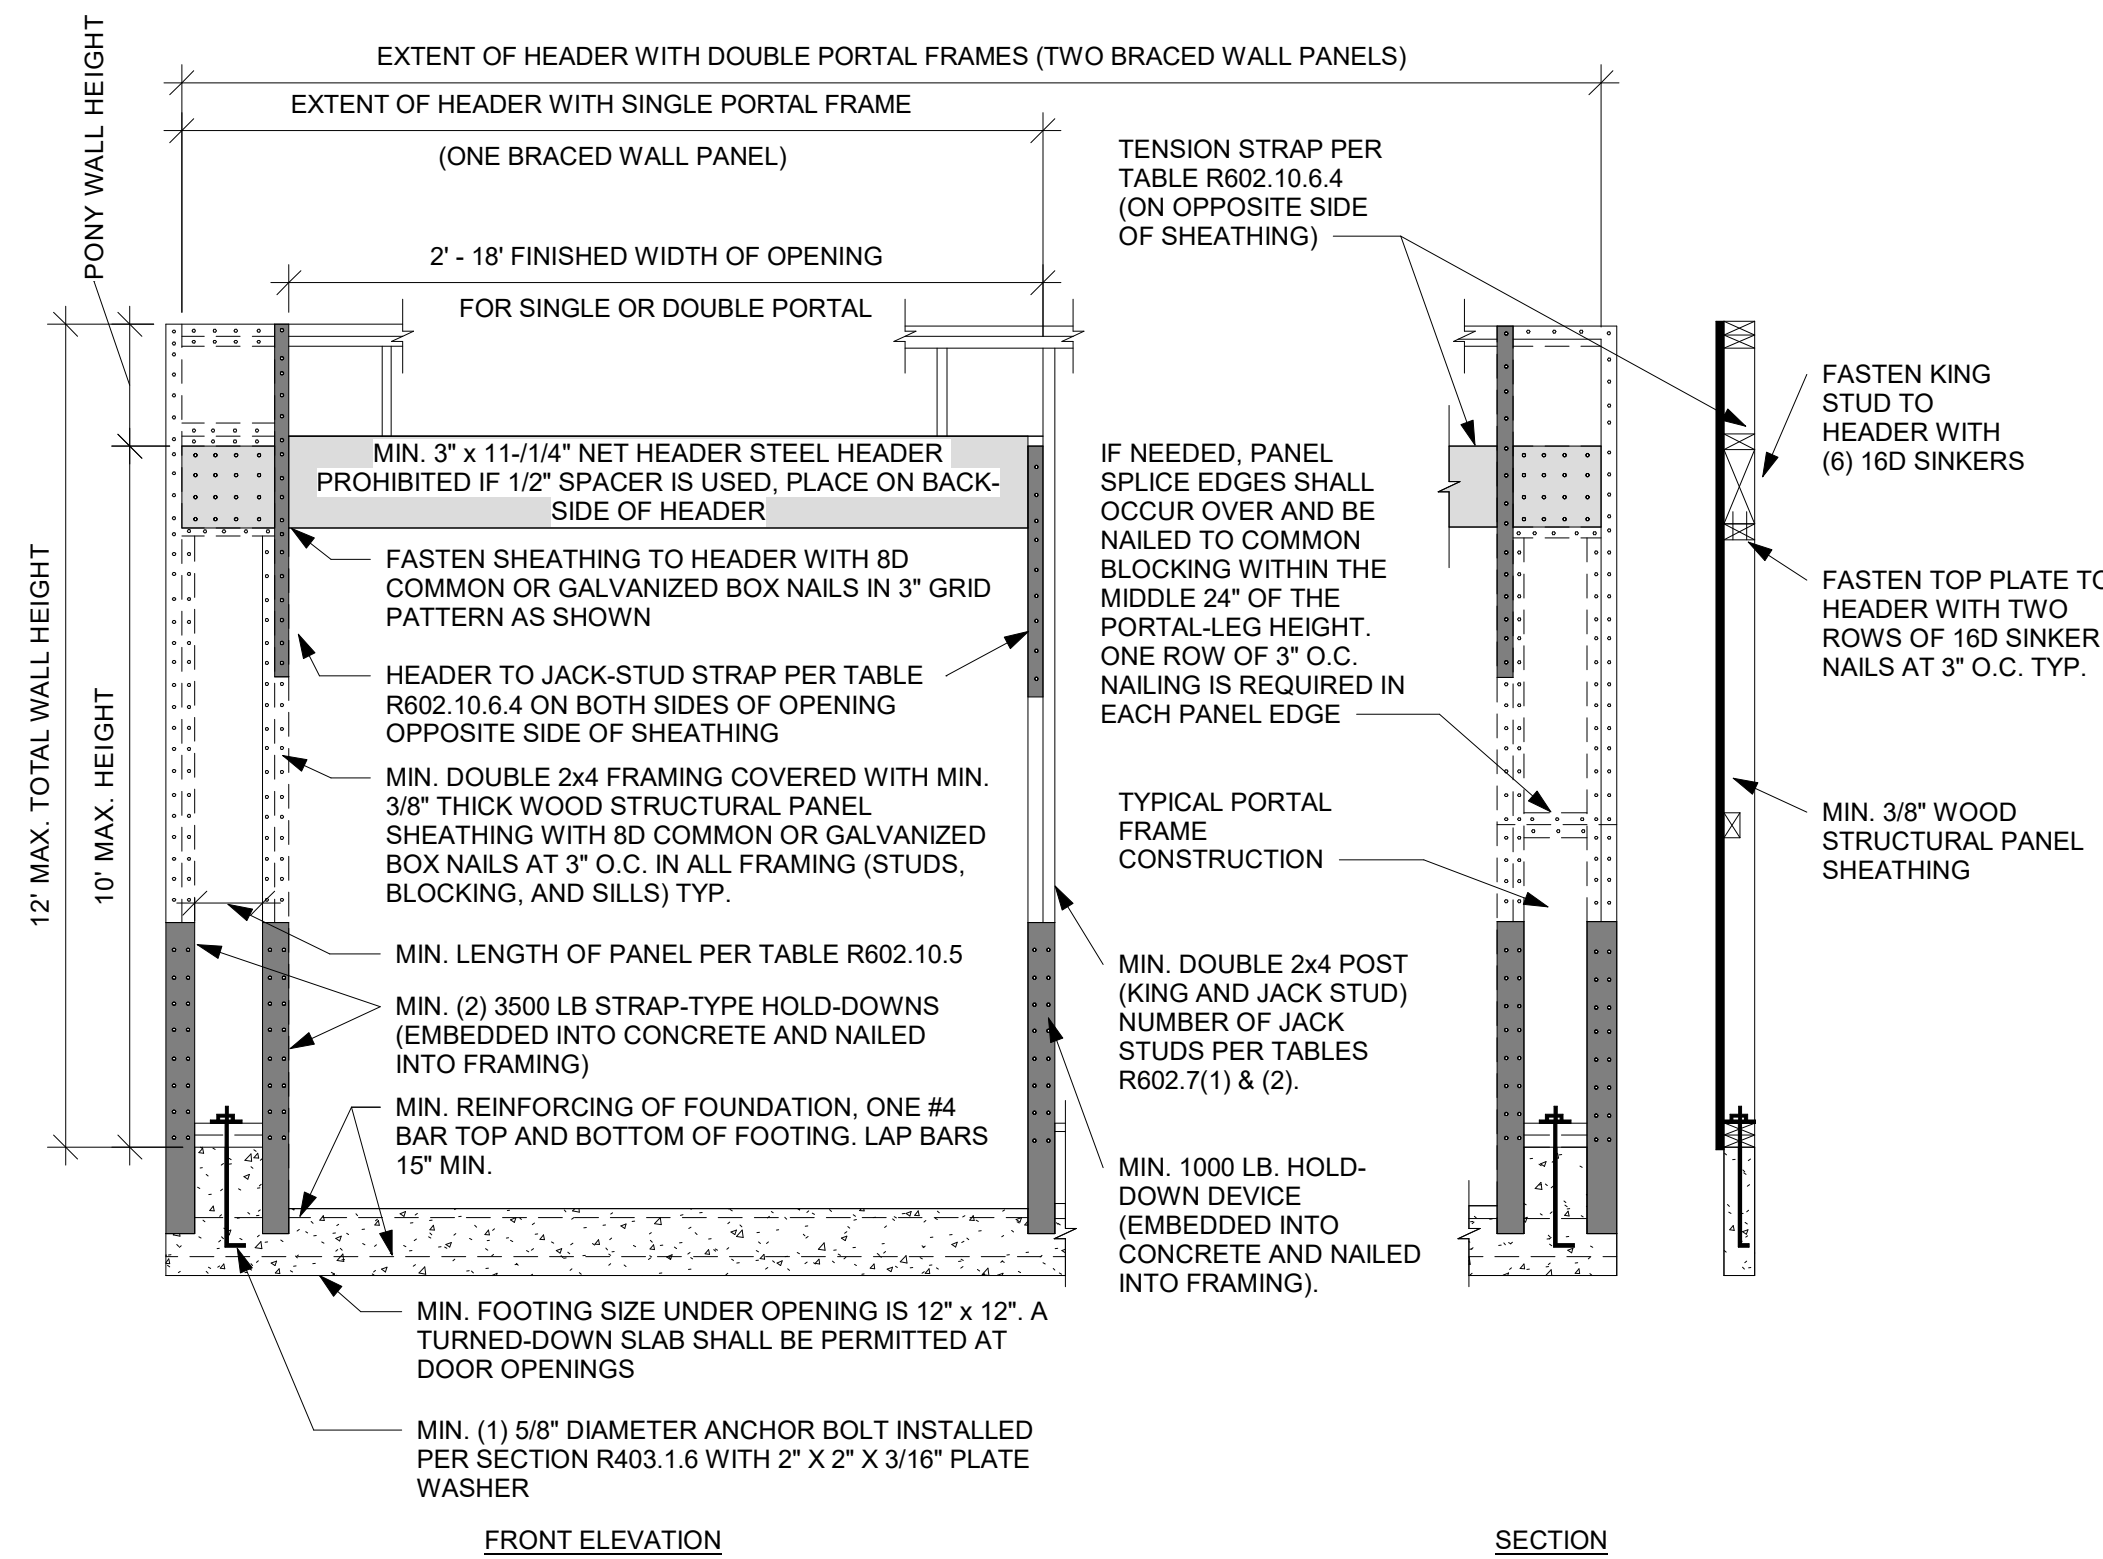 EXTENT OF HEADER WITH DOUBLE PORTAL FRAMES (TWO BRACED WALL PANELS)
EXTENT OF HEADER WITH SINGLE PORTAL FRAME
(ONE BRACED WALL PANEL)
2' - 18' FINISHED WIDTH OF OPENING
FOR SINGLE OR DOUBLE PORTAL
PONY WALL HEIGHT
12' MAX. TOTAL WALL HEIGHT
10' MAX. HEIGHT
MIN. 3" x 11-/1/4" NET HEADER STEEL HEADER
PROHIBITED IF 1/2" SPACER IS USED, PLACE ON BACK-
SIDE OF HEADER
FASTEN SHEATHING TO HEADER WITH 8D
COMMON OR GALVANIZED BOX NAILS IN 3" GRID
PATTERN AS SHOWN
HEADER TO JACK-STUD STRAP PER TABLE
R602.10.6.4 ON BOTH SIDES OF OPENING
OPPOSITE SIDE OF SHEATHING
MIN. DOUBLE 2x4 FRAMING COVERED WITH MIN.
3/8" THICK WOOD STRUCTURAL PANEL
SHEATHING WITH 8D COMMON OR GALVANIZED
BOX NAILS AT 3" O.C. IN ALL FRAMING (STUDS,
BLOCKING, AND SILLS) TYP.
MIN. LENGTH OF PANEL PER TABLE R602.10.5
MIN. (2) 3500 LB STRAP-TYPE HOLD-DOWNS
(EMBEDDED INTO CONCRETE AND NAILED
INTO FRAMING)
MIN. REINFORCING OF FOUNDATION, ONE #4
BAR TOP AND BOTTOM OF FOOTING. LAP BARS
15" MIN.
MIN. FOOTING SIZE UNDER OPENING IS 12" x 12". A
TURNED-DOWN SLAB SHALL BE PERMITTED AT
DOOR OPENINGS
MIN. (1) 5/8" DIAMETER ANCHOR BOLT INSTALLED
PER SECTION R403.1.6 WITH 2" X 2" X 3/16" PLATE
WASHER
FRONT ELEVATION
TENSION STRAP PER
TABLE R602.10.6.4
(ON OPPOSITE SIDE
OF SHEATHING)
IF NEEDED, PANEL
SPLICE EDGES SHALL
OCCUR OVER AND BE
NAILED TO COMMON
BLOCKING WITHIN THE
MIDDLE 24" OF THE
PORTAL-LEG HEIGHT.
ONE ROW OF 3" O.C.
NAILING IS REQUIRED IN
EACH PANEL EDGE
TYPICAL PORTAL
FRAME
CONSTRUCTION
MIN. DOUBLE 2x4 POST
(KING AND JACK STUD)
NUMBER OF JACK
STUDS PER TABLES
R602.7(1) & (2).
MIN. 1000 LB. HOLD-
DOWN DEVICE
(EMBEDDED INTO
CONCRETE AND NAILED
INTO FRAMING).
FASTEN KING
STUD TO
HEADER WITH
(6) 16D SINKERS
FASTEN TOP PLATE TO
HEADER WITH TWO
ROWS OF 16D SINKER
NAILS AT 3" O.C. TYP.
MIN. 3/8" WOOD
STRUCTURAL PANEL
SHEATHING
SECTION